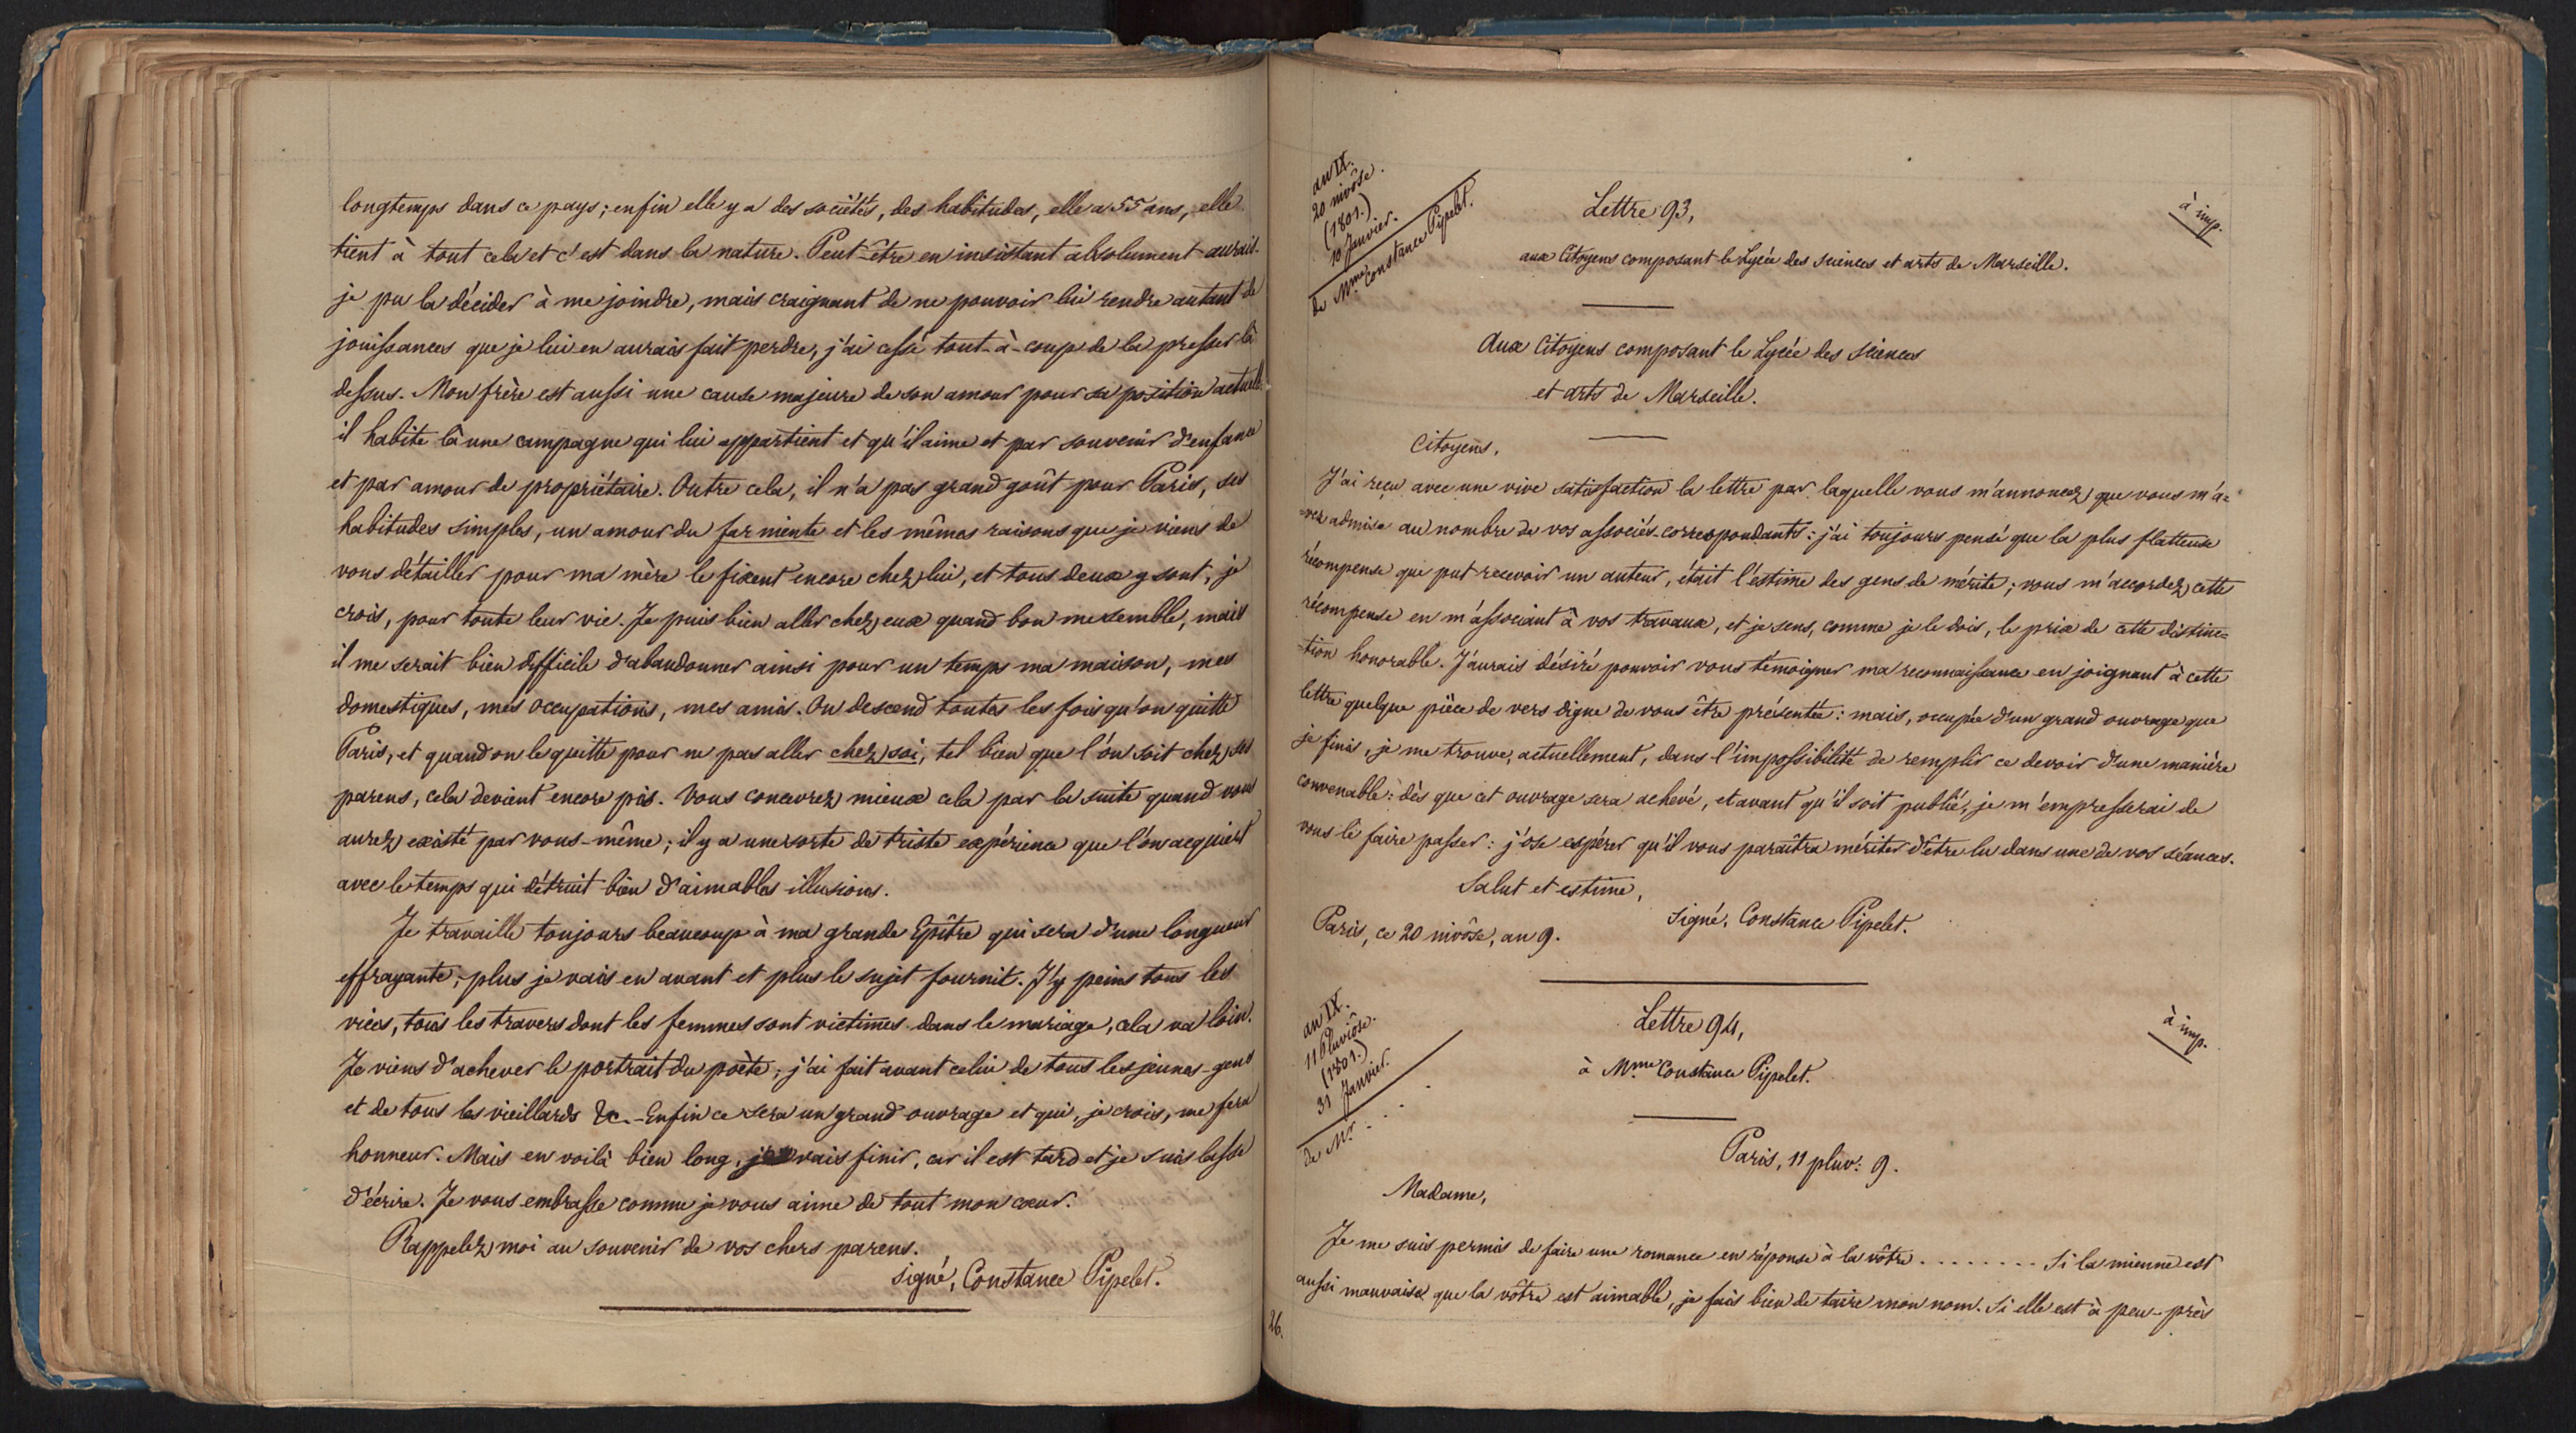 longtemps dans ce pays; enfin elle y a des sociétés, des habitudes, elle a 55 ans, elle
tient à tout cela et c'est dans la nature. Peut-être en insistant absolument aurais-
je pu la décider à me joindre, mais craignant de ne pouvoir lui rendre autant de
jouissances que je lui en aurais fait perdre, j'ai cessé tout-à-coup de la presser là
dessus. Mon frère est aussi une cause majeure de son amour pour sa position actuelle:
il habite là une campagne qui lui appartient et qu'il aime et par souvenir d'enfance
et par amour de propriétaire. Outre cela, il n'a pas grand goût pour Paris, ses
habitudes simples, un amour du far niente et les mêmes raisons que je viens de
vous détailler pour ma mère le fixent encore chez lui, et tous deux y sont, je
crois, pour toute leur vie. Je puis bien aller chez eux quand bon me semble, mais
il me serait bien difficile d'abandonner ainsi pour un temps ma maison, mes
domestiques, mes occupations, mes amis. On descend toutes les fois qu'on quitte
Paris, et quand on le quitte pour ne pas aller chez soi, tel bien que l'on soit chez ses
parens, cela devient encore pis. Vous concevrez mieux cela par la suite quand vous
aurez existé par vous-même; il y a une sorte de triste expérience que l'on acquiert
avec le temps qui détruit bien d'aimables illusions.
Je travaille toujours beaucoup à ma grande Epître qui sera d'une longueur
effrayante; plus je vais en avant et plus le sujet fournit. J'y peins tous les
vices, tous les travers dont les femmes sont victimes dans le mariage, cela va loin.
Je viens d'achever le portrait du poète; j'ai fait avant celui de tous les jeunes-gens
et de tous les vieillards &c. Enfin ce sera un grand ouvrage et qui, je crois, me fera
honneur. Mais en voilà bien long, je vais finir, car il est tard et je suis lasse
d'écrire. Je vous embrasse comme je vous aime de tout mon cœur.
Rappelez moi au souvenir de vos chers parens.
signé, Constance Pipelet.
an IX.
20 nivôse.
(1801.)
10 Janvier.
de Mme Constance Pipelet.
à imp.
Lettre 93,
aux Citoyens composant le Lycée des sciences et arts de Marseille.
Aux Citoyens composant le Lycée des sciences
et arts de Marseille.
Citoyens,
J'ai reçu avec une vive satisfaction la lettre par laquelle vous m'annoncez que vous m'a=
=vez admise au nombre de vos associés-correspondants: j'ai toujours pensé que la plus flatteuse
récompense que put recevoir un auteur, était l'estime des gens de mérite; vous m'accordez cette
récompense en m'associant à vos travaux, et je sens, comme je le dois, le prix de cette distinc=
=tion honorable. J'aurais désiré pouvoir vous témoigner ma reconnaissance en joignant à cette
lettre quelque pièce de vers digne de vous être présentée: mais, occupée d'un grand ouvrage que
je finis, je me trouve, actuellement, dans l'impossibilité de remplir ce devoir d'une manière
convenable: dès que cet ouvrage sera achevé, et avant qu'il soit publié, je m'empresserai de
vous le faire passer: j'ose espérer qu'il vous paraîtra mériter d'être lu dans une de vos séances.
Salut et estime,
signé, Constance Pipelet.
Paris, ce 20 nivôse, an 9.
an IX.
11 Pluviôse.
(1801.)
31 Janvier.
de Mr. . . .
à imp.
Lettre 94,
à Mme Constance Pipelet.
Paris, 11 pluv: 9.
Madame,
Je me suis permis de faire une romance en réponse à la vôtre . . . . . . . . Si la mienne est
aussi mauvaise que la vôtre est aimable, je fais bien de taire mon nom. Si elle est à peu-près
26.